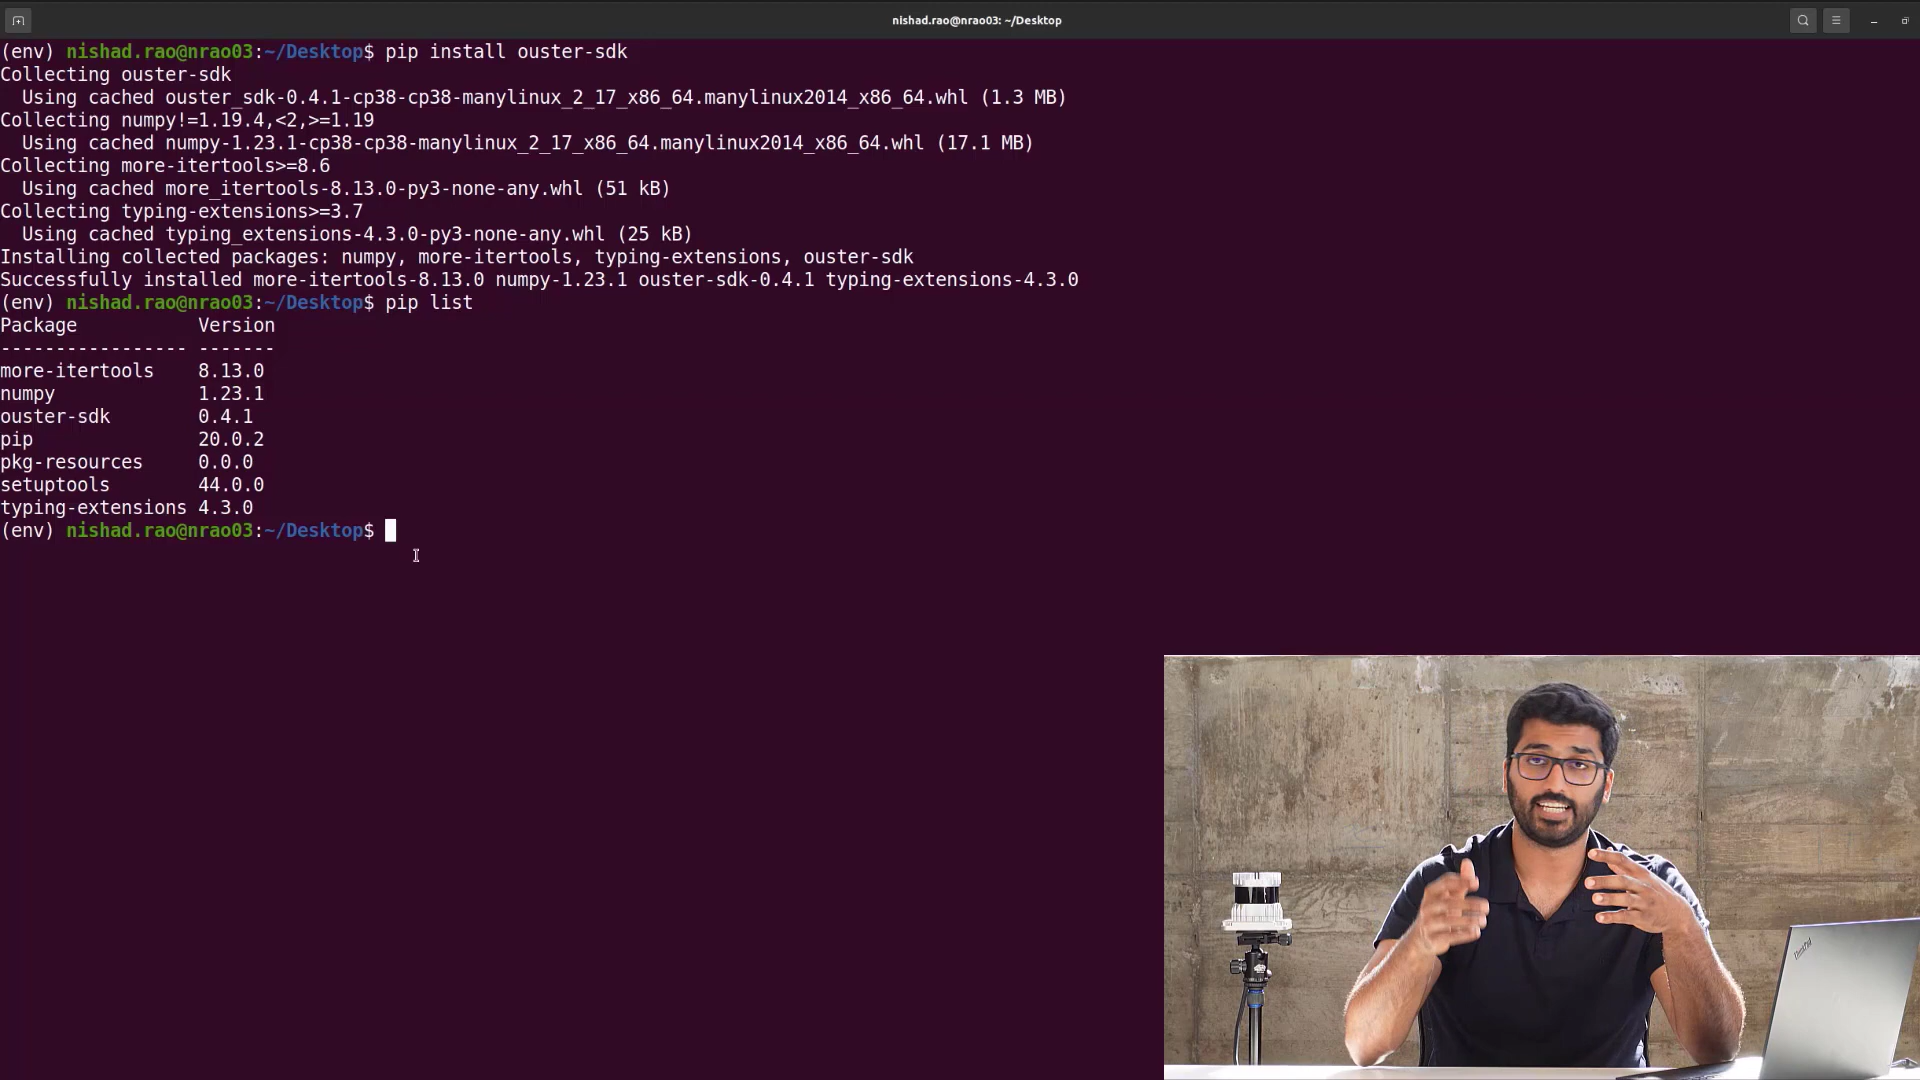 nishad.rao@nrao03: ~/Desktop
(env) nishad.rao@nrao03:~/Desktop$ pip install ouster-sdk
Collecting ouster-sdk
  Using cached ouster_sdk-0.4.1-cp38-cp38-manylinux_2_17_x86_64.manylinux2014_x86_64.whl (1.3 MB)
Collecting numpy!=1.19.4,<2,>=1.19
  Using cached numpy-1.23.1-cp38-cp38-manylinux_2_17_x86_64.manylinux2014_x86_64.whl (17.1 MB)
Collecting more-itertools>=8.6
  Using cached more_itertools-8.13.0-py3-none-any.whl (51 kB)
Collecting typing-extensions>=3.7
  Using cached typing_extensions-4.3.0-py3-none-any.whl (25 kB)
Installing collected packages: numpy, more-itertools, typing-extensions, ouster-sdk
Successfully installed more-itertools-8.13.0 numpy-1.23.1 ouster-sdk-0.4.1 typing-extensions-4.3.0
(env) nishad.rao@nrao03:~/Desktop$ pip list
Package           Version
----------------- -------
more-itertools    8.13.0
numpy             1.23.1
ouster-sdk        0.4.1
pip               20.0.2
pkg-resources     0.0.0
setuptools        44.0.0
typing-extensions 4.3.0
(env) nishad.rao@nrao03:~/Desktop$
ThinkPad